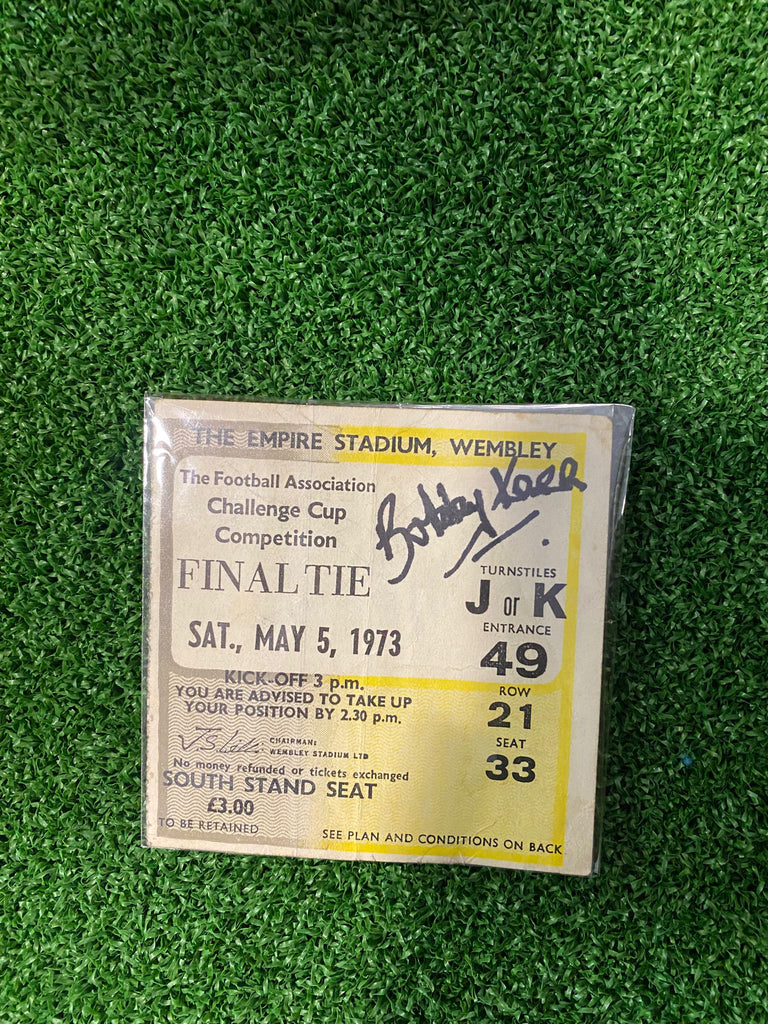 THE EMPIRE STADIUM, WEMBLEY
The Football Association
Challenge Cup
Competition
FINAL TIE
SAT., MAY 5, 1973
Bobby Kerr
KICK-OFF 3 p.m.
YOU ARE ADVISED TO TAKE UP
YOUR POSITION BY 2.30 p.m.
CHAIRMAN:
WEMBLEY STADIUM LTD
No money refunded or tickets exchanged
SOUTH STAND SEAT
£3.00
TO BE RETAINED
TURNSTILES
J or K
ENTRANCE
49
ROW
21
SEAT
33
SEE PLAN AND CONDITIONS ON BACK